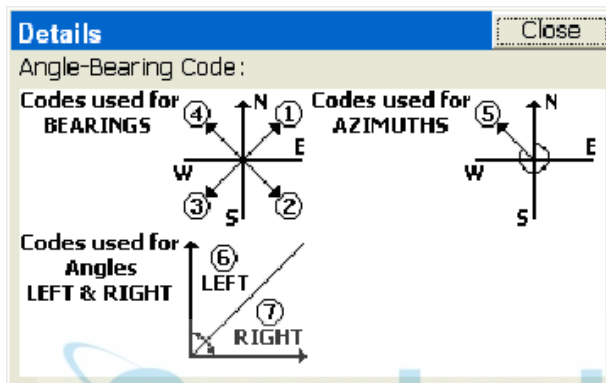 Details
Close
Angle-Bearing Code:
Codes used for
BEARINGS
④ N ①
W E
③ S ②
Codes used for
AZIMUTHS
⑤ N
W E
S
Codes used for
Angles
LEFT & RIGHT
⑥
LEFT
⑦
RIGHT